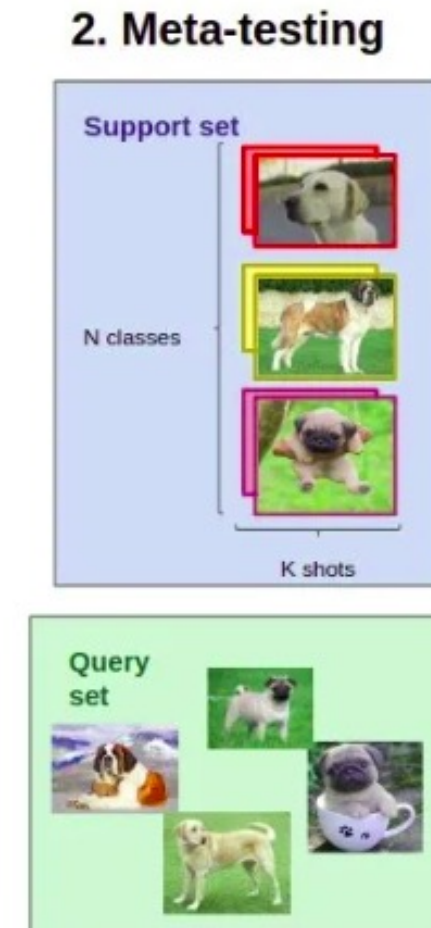 2. Meta-testing
Support set
N classes
K shots
Query
set